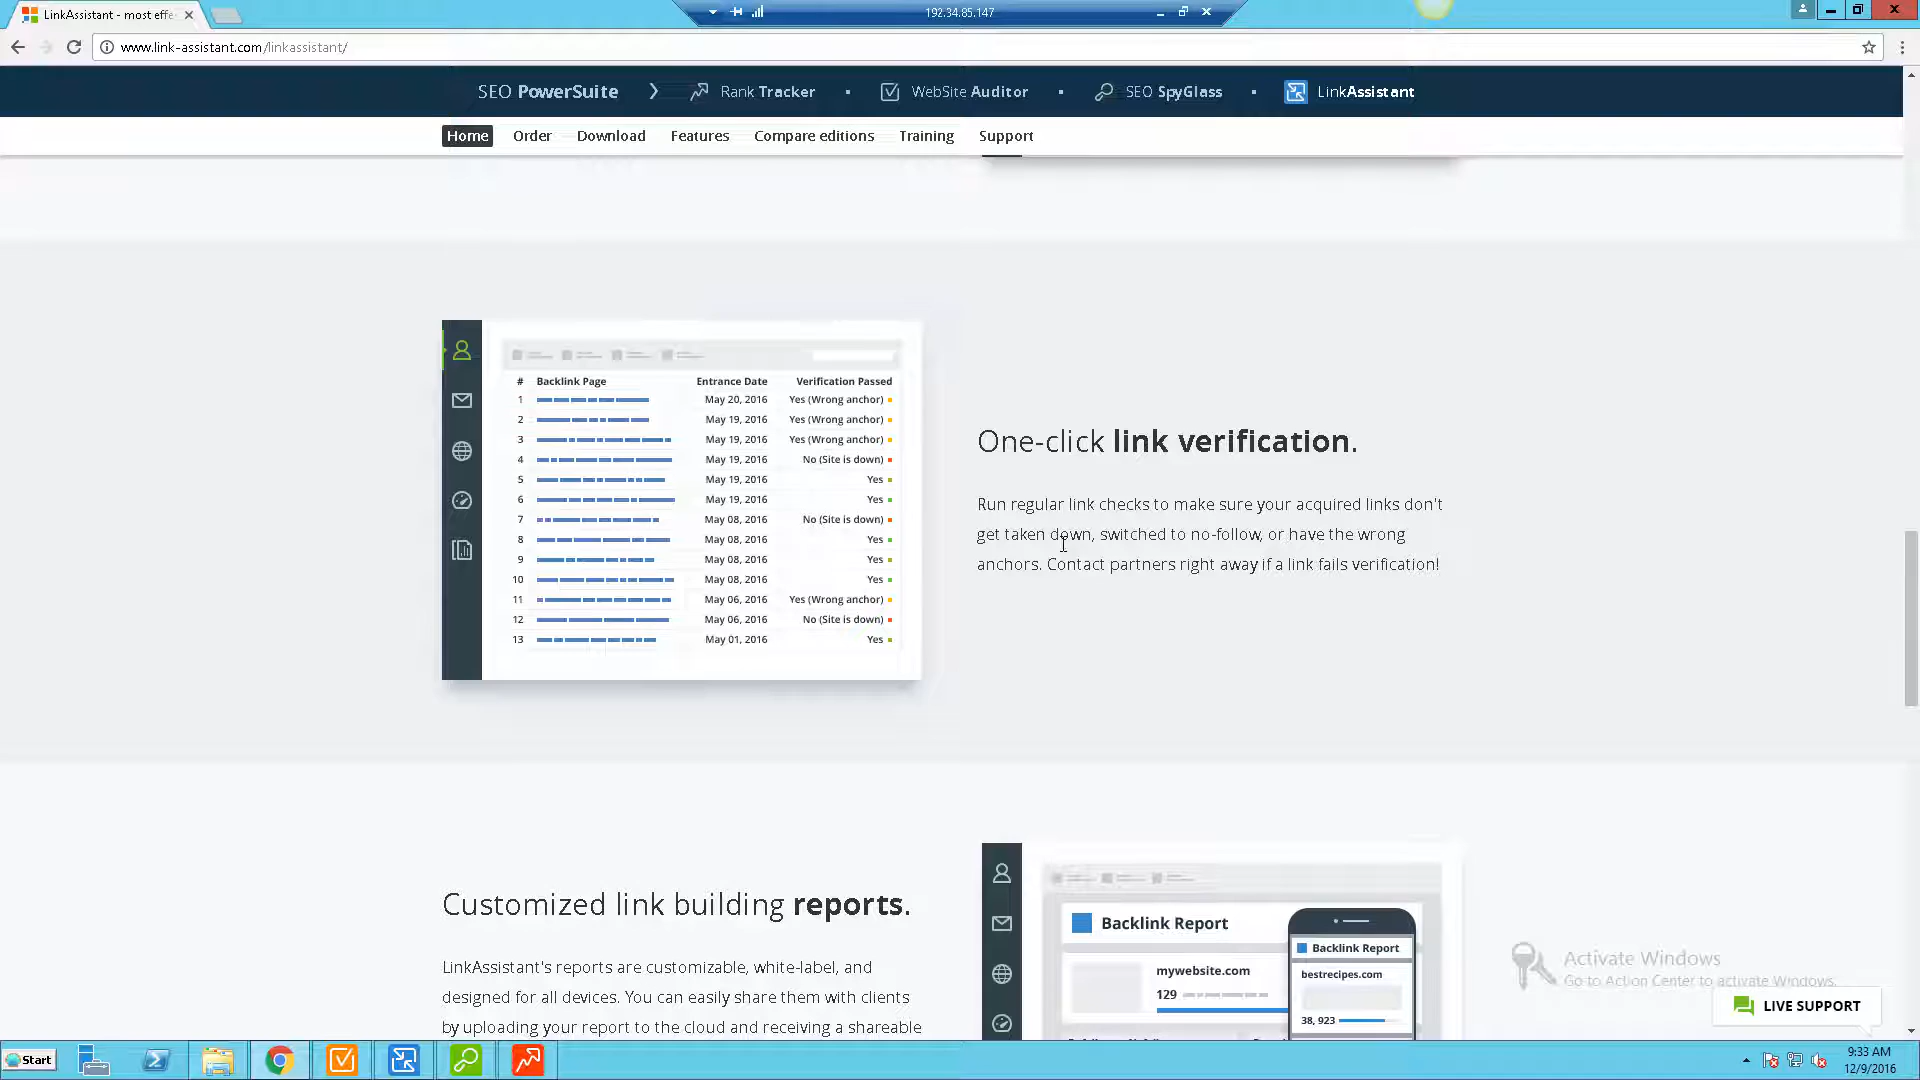 LinkAssistant - most effe
192.34.85.147
www.link-assistant.com/linkassistant/
SEO PowerSuite
Rank Tracker
WebSite Auditor
SEO SpyGlass
LinkAssistant
Home Order Download Features Compare editions Training Support
# Backlink Page Entrance Date Verification Passed
1 May 20, 2016 Yes (Wrong anchor)
2 May 19, 2016 Yes (Wrong anchor)
3 May 19, 2016 Yes (Wrong anchor)
4 May 19, 2016 No (Site is down)
5 May 19, 2016 Yes
6 May 19, 2016 Yes
7 May 08, 2016 No (Site is down)
8 May 08, 2016 Yes
9 May 08, 2016 Yes
10 May 08, 2016 Yes
11 May 06, 2016 Yes (Wrong anchor)
12 May 06, 2016 No (Site is down)
13 May 01, 2016 Yes
One-click link verification.
Run regular link checks to make sure your acquired links don't
get taken down, switched to no-follow, or have the wrong
anchors. Contact partners right away if a link fails verification!
Customized link building reports.
LinkAssistant's reports are customizable, white-label, and
designed for all devices. You can easily share them with clients
by uploading your report to the cloud and receiving a shareable
Backlink Report
mywebsite.com
129
Backlink Report
bestrecipes.com
38, 923
Activate Windows
Go to Action Center to activate Windows.
LIVE SUPPORT
Start
9:33 AM
12/9/2016